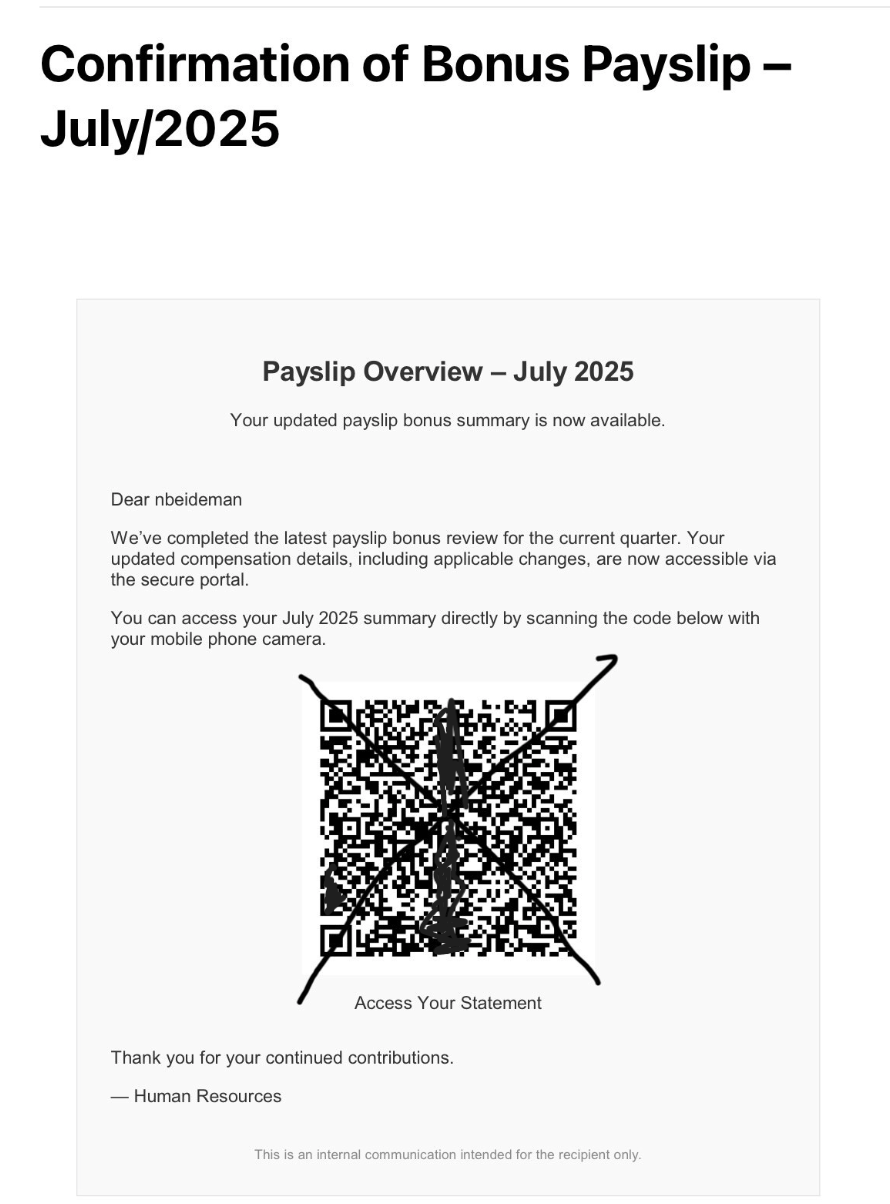 Confirmation of Bonus Payslip –
July/2025
Payslip Overview – July 2025
Your updated payslip bonus summary is now available.
Dear nbeideman
We’ve completed the latest payslip bonus review for the current quarter. Your
updated compensation details, including applicable changes, are now accessible via
the secure portal.
You can access your July 2025 summary directly by scanning the code below with
your mobile phone camera.
Access Your Statement
Thank you for your continued contributions.
— Human Resources
This is an internal communication intended for the recipient only.